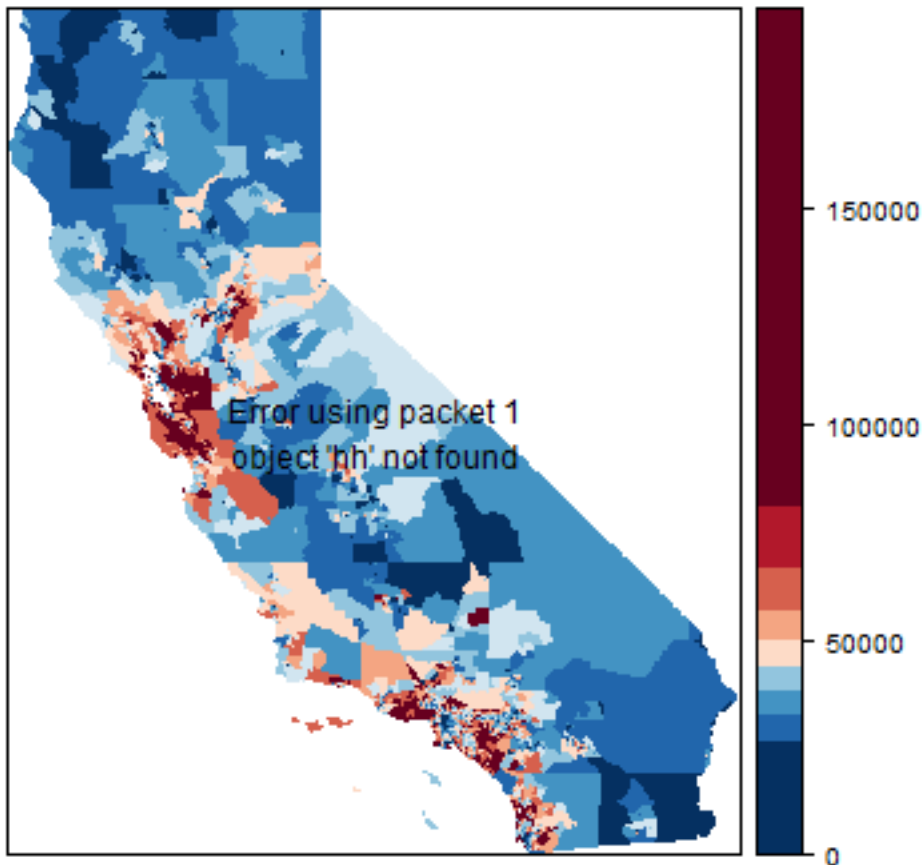 150000
Error using packet 1
100000
object 'hh' not found
50000
0